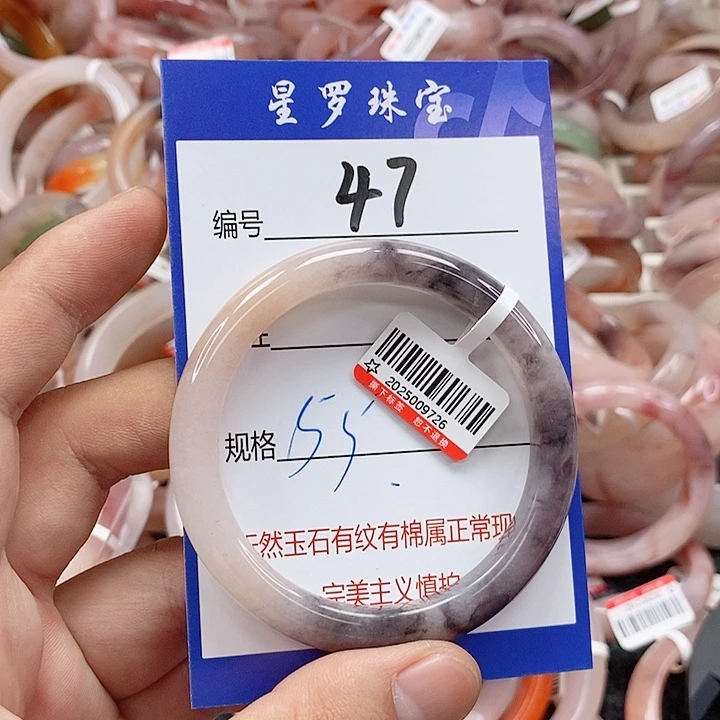 星罗珠宝
编号 47
2025009726
撕下标签 恕不退换
规格 55.
然玉石有纹有棉属正常现
完美主义慎拍